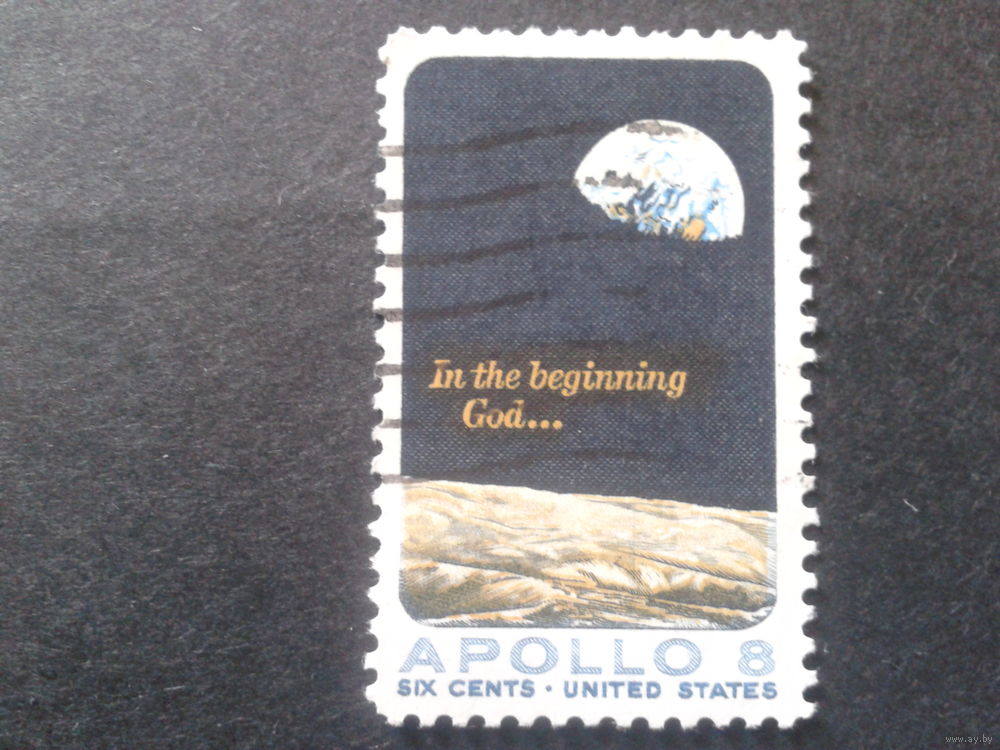 In the beginning
God...
APOLLO 8
SIX CENTS · UNITED STATES
www.ay.by